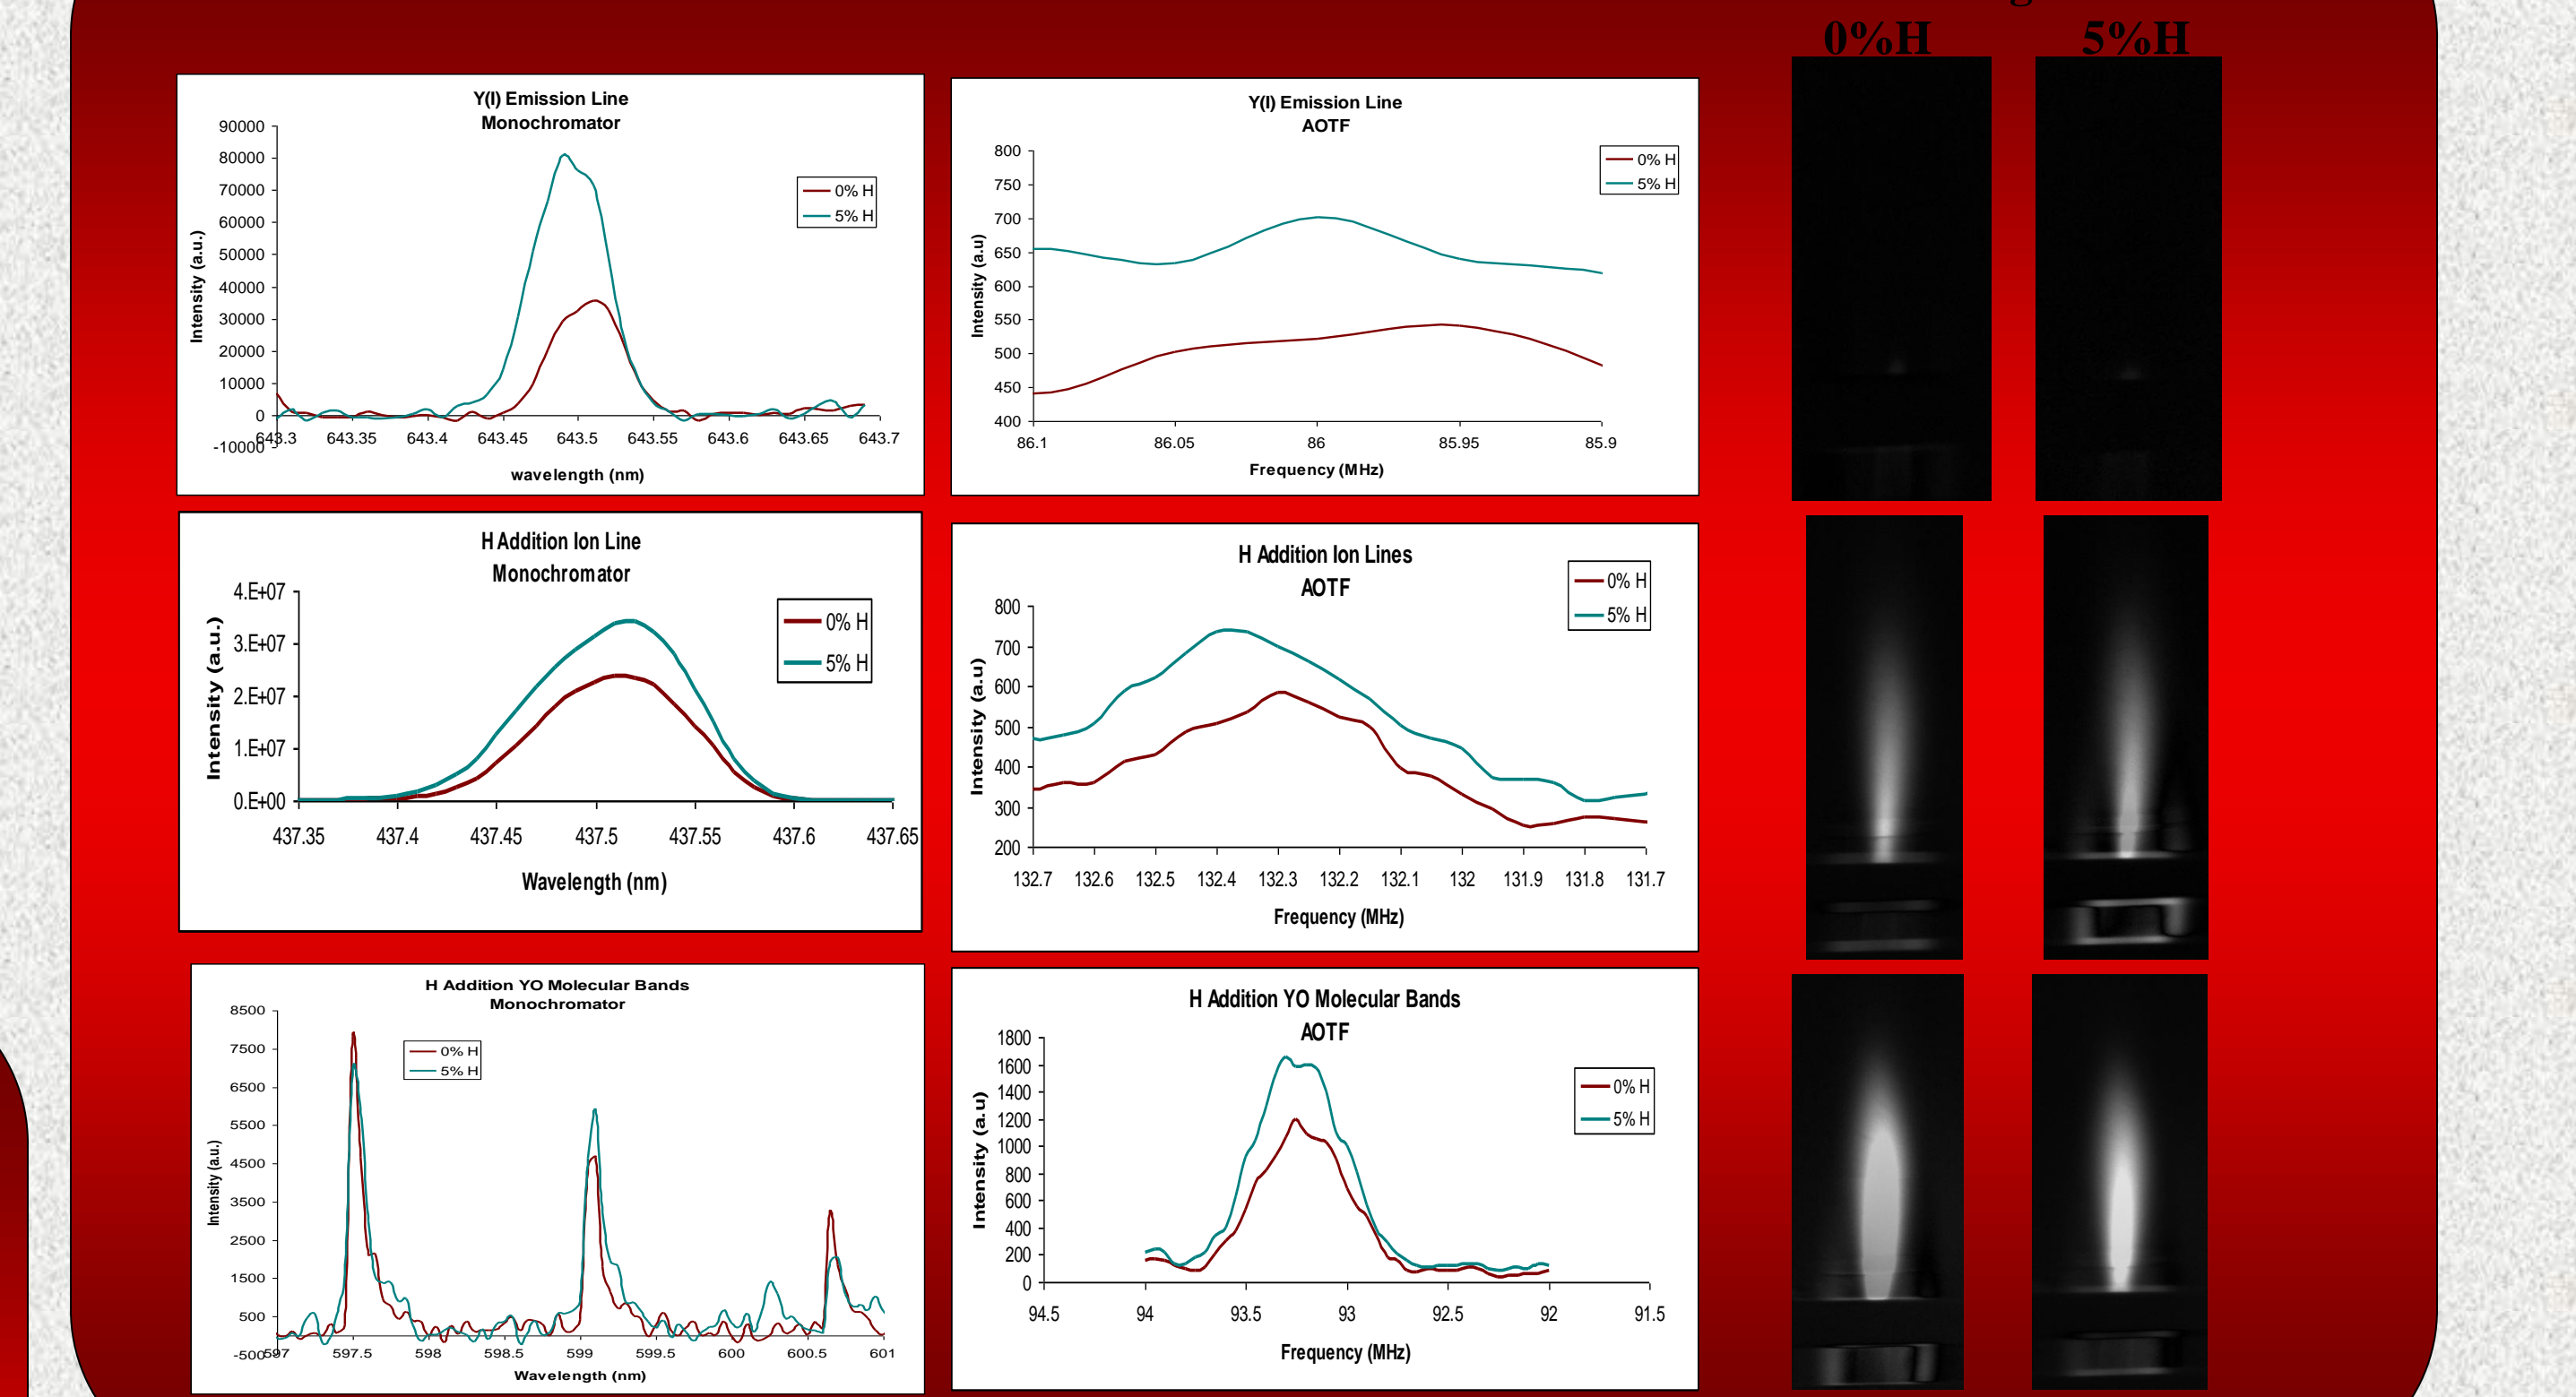 0%H 5%H
Y(I) Emission Line
Monochromator
90000
80000
70000
60000
50000
40000
30000
20000
10000
0
-10000
Intensity (a.u.)
0% H
5% H
643.3 643.35 643.4 643.45 643.5 643.55 643.6 643.65 643.7
wavelength (nm)
Y(I) Emission Line
AOTF
800
750
700
650
600
550
500
450
400
Intensity (a.u)
0% H
5% H
86.1 86.05 86 85.95 85.9
Frequency (MHz)
H Addition Ion Line
Monochromator
4.E+07
3.E+07
2.E+07
1.E+07
0.E+00
Intensity (a.u.)
0% H
5% H
437.35 437.4 437.45 437.5 437.55 437.6 437.65
Wavelength (nm)
H Addition Ion Lines
AOTF
800
700
600
500
400
300
200
Intensity (a.u)
0% H
5% H
132.7 132.6 132.5 132.4 132.3 132.2 132.1 132 131.9 131.8 131.7
Frequency (MHz)
H Addition YO Molecular Bands
Monochromator
8500
7500
6500
5500
4500
3500
2500
1500
500
-500
Intensity (a.u.)
0% H
5% H
597 597.5 598 598.5 599 599.5 600 600.5 601
Wavelength (nm)
H Addition YO Molecular Bands
AOTF
1800
1600
1400
1200
1000
800
600
400
200
0
Intensity (a.u)
0% H
5% H
94.5 94 93.5 93 92.5 92 91.5
Frequency (MHz)